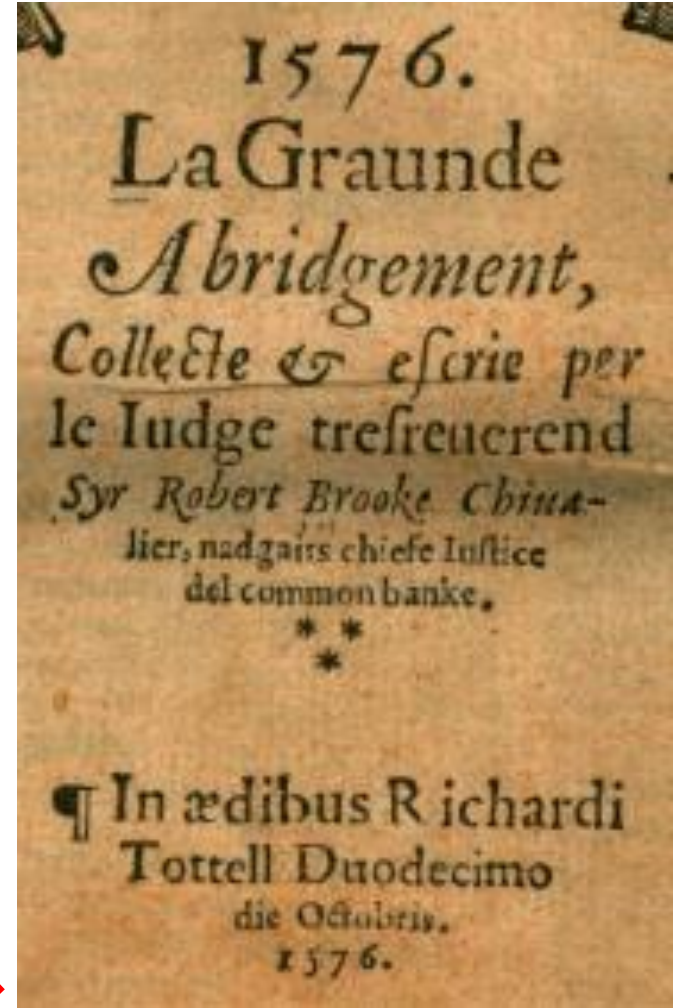 1576.
La Graunde
Abridgement,
Collecte & eſcrie per
le Iudge treſreuerend
Syr Robert Brooke Chiua-
lier, nadgairs chiefe Iuſtice
del common banke.
* *
*
¶ In ædibus R ichardi
Tottell Duodecimo
die Octobris.
1576.